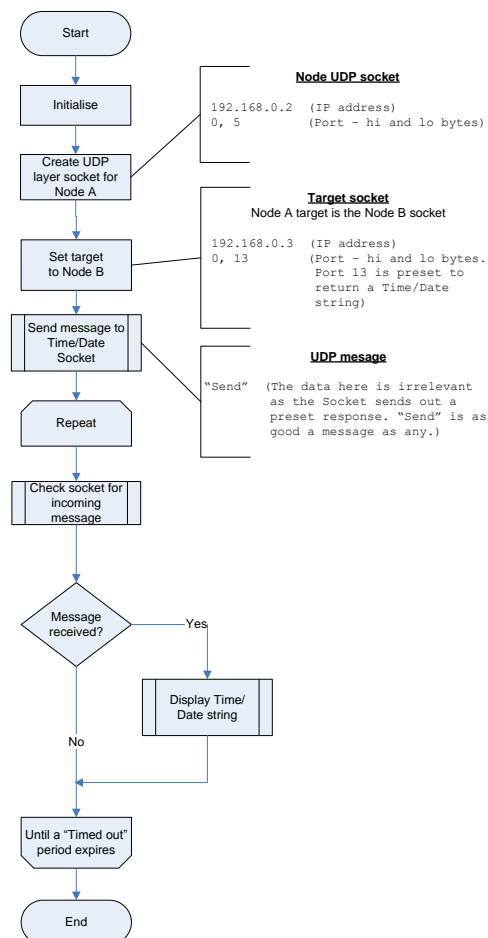 Start
Initialise
Node UDP socket
192.168.0.2 (IP address)
0, 5 (Port – hi and lo bytes)
Create UDP
layer socket for
Node A
Target socket
Node A target is the Node B socket
192.168.0.3 (IP address)
0, 13 (Port – hi and lo bytes.
Port 13 is preset to
return a Time/Date
string)
Set target
to Node B
Send message to
Time/Date
Socket
UDP message
“Send” (The data here is irrelevant
as the Socket sends out a
preset response. “Send” is as
good a message as any.)
Repeat
Check socket for
incoming
message
Message
received?
Yes
Display Time/
Date string
No
Until a “Timed out”
period expires
End